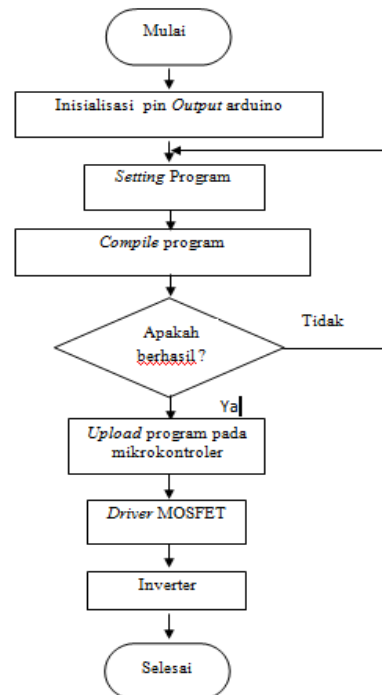 Mulai
Inisialisasi pin Output arduino
Setting Program
Compile program
Apakah
berhasil?
Tidak
Ya
Upload program pada
mikrokontroler
Driver MOSFET
Inverter
Selesai